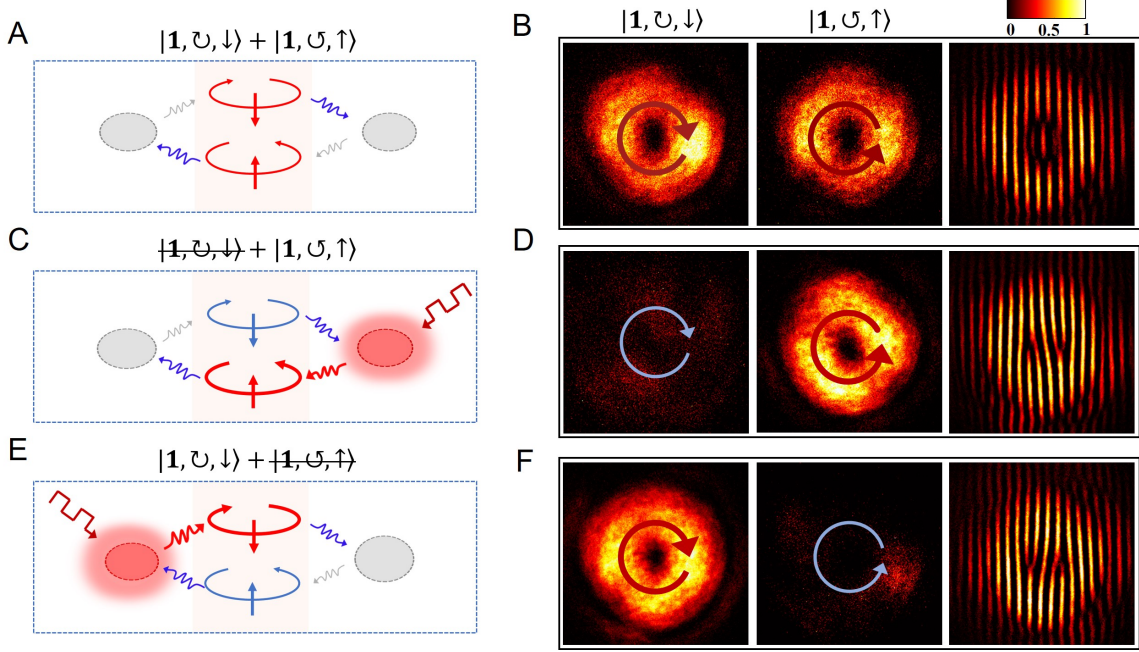 A
|1, ↻, ↓⟩ + |1, ↺, ↑⟩
B
|1, ↻, ↓⟩
|1, ↺, ↑⟩
0 0.5 1
C
|1, ↻, ↓⟩ + |1, ↺, ↑⟩
D
E
|1, ↻, ↓⟩ + |1, ↺, ↑⟩
F